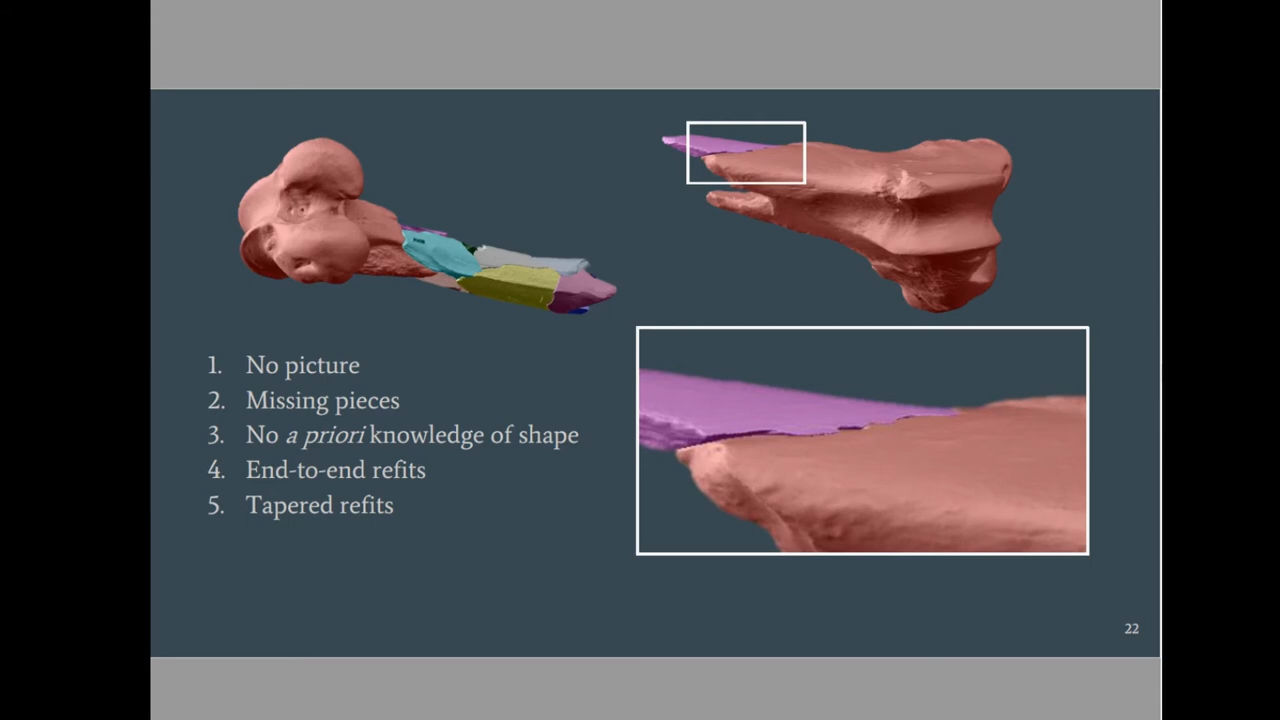 1. No picture
2. Missing pieces
3. No a priori knowledge of shape
4. End-to-end refits
5. Tapered refits
22